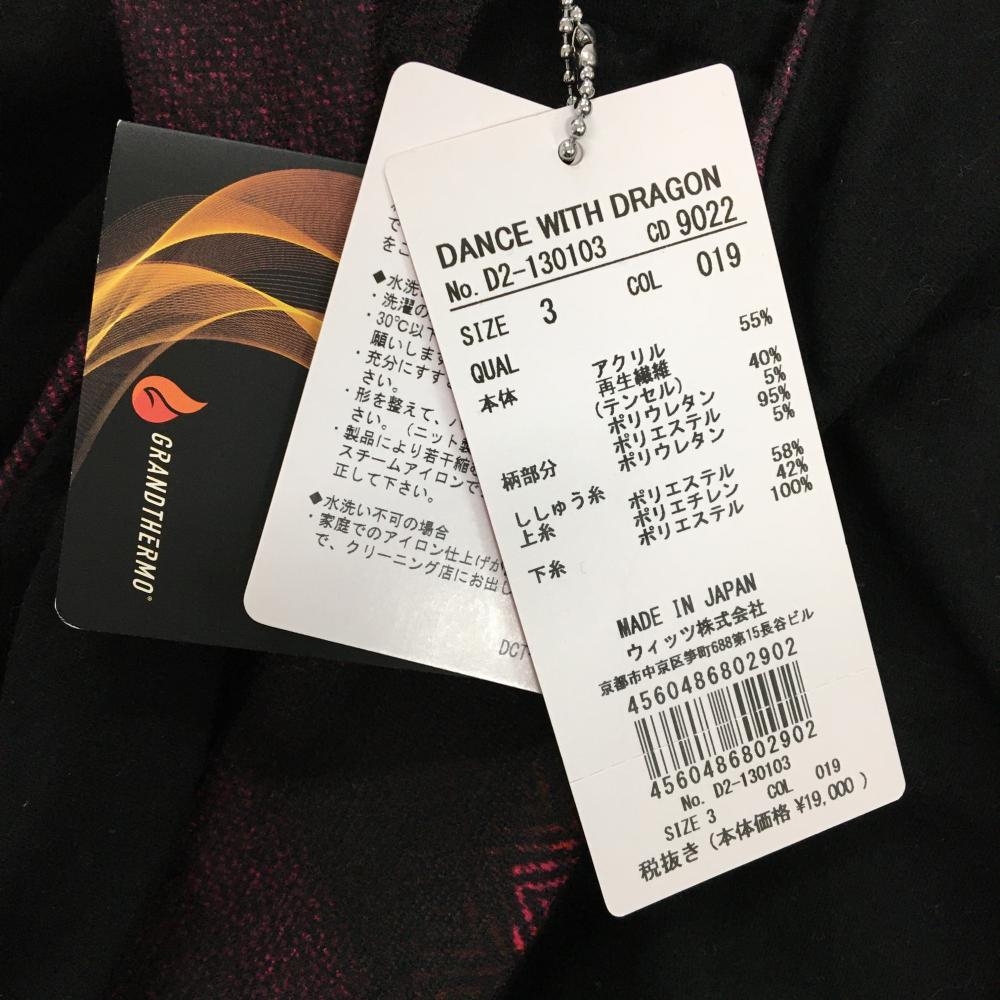 DANCE WITH DRAGON
No. D2-130103 CD 9022
SIZE 3 COL 019
QUAL
本体 アクリル 55%
再生繊維
(テンセル) 40%
ポリウレタン 5%
柄部分 ポリエステル 95%
ポリウレタン 5%
ししゅう糸
上糸 ポリエステル 58%
ポリエチレン 42%
下糸 ポリエステル 100%
MADE IN JAPAN
ウィッツ株式会社
京都市中京区笋町688第15長谷ビル
4560486802902
4560486802902
No. D2-130103
SIZE 3 COL 019
税抜き (本体価格 ¥19,000 )
GRANDTHERMO
で
をこ
◆水洗い
・洗濯の
・30℃以下
願いします
・充分にすす
さい。
・形を整えて、
さい。(ニット製
・製品により若干縮
スチームアイロンで
正して下さい。
◆水洗い不可の場合
・家庭でのアイロン仕上げが
で、クリーニング店にお出し
DCT